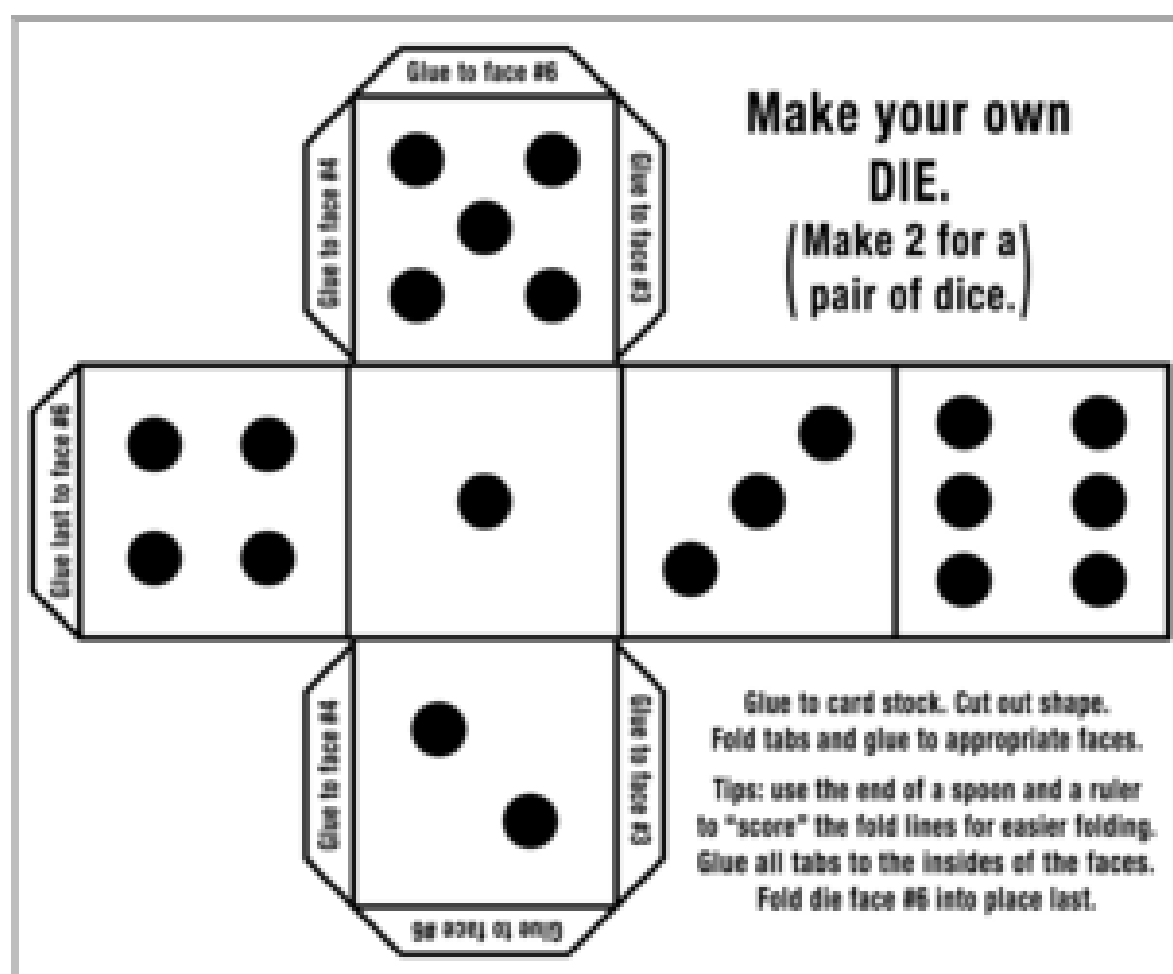 Glue to face #6
Glue to face #4
Glue to face #3
Make your own
DIE.
(Make 2 for a
pair of dice.)
Glue last to face #6
Glue to face #4
Glue to face #3
Glue to face #6
Glue to card stock. Cut out shape.
Fold tabs and glue to appropriate faces.
Tips: use the end of a spoon and a ruler
to “score” the fold lines for easier folding.
Glue all tabs to the insides of the faces.
Fold die face #6 into place last.